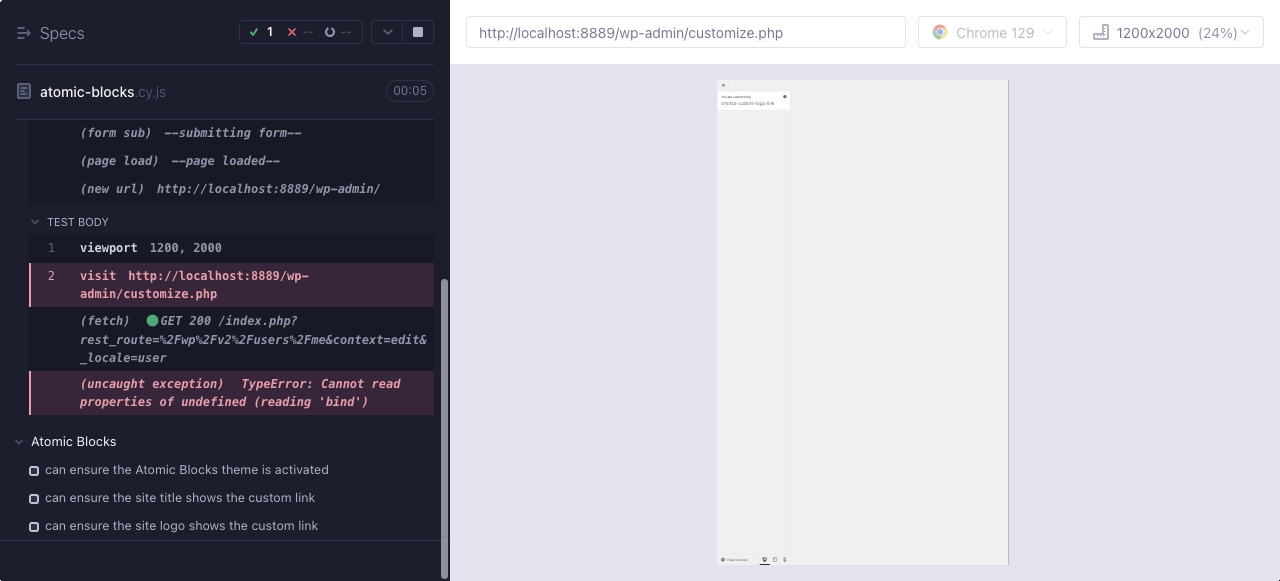 Specs
1
--
--
atomic-blocks.cy.js
00:05
(form sub) --submitting form--
(page load) --page loaded--
(new url) http://localhost:8889/wp-admin/
TEST BODY
1 viewport 1200, 2000
2 visit http://localhost:8889/wp-
admin/customize.php
(fetch) GET 200 /index.php?
rest_route=%2Fwp%2Fv2%2Fusers%2Fme&context=edit&
_locale=user
(uncaught exception) TypeError: Cannot read
properties of undefined (reading 'bind')
Atomic Blocks
can ensure the Atomic Blocks theme is activated
can ensure the site title shows the custom link
can ensure the site logo shows the custom link
http://localhost:8889/wp-admin/customize.php
Chrome 129
1200x2000 (24%)
You are customizing
Hide Controls